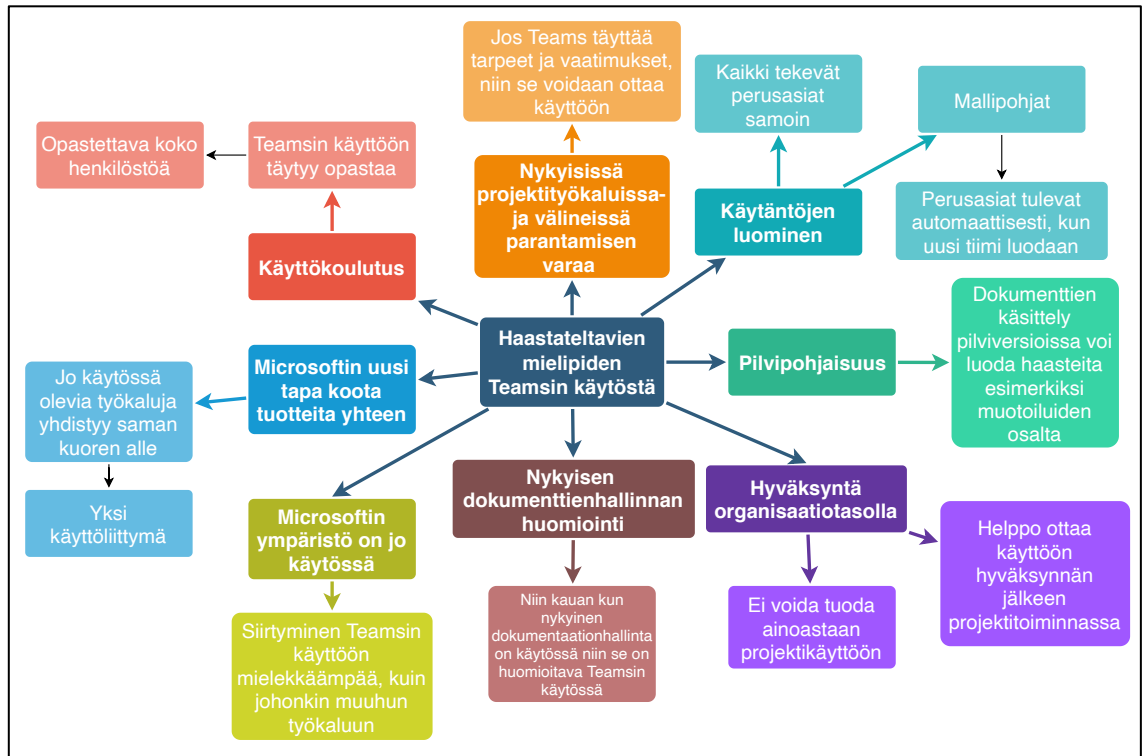 Jos Teams täyttää
tarpeet ja vaatimukset,
niin se voidaan ottaa
käyttöön
Kaikki tekevät
perusasiat
samoin
Mallipohjat
Opastettava koko
henkilöstöä
Teamsin käyttöön
täytyy opastaa
Nykyisissä
projektityökaluissa-
ja välineissä
parantamisen
varaa
Käytäntöjen
luominen
Perusasiat tulevat
automaattisesti, kun
uusi tiimi luodaan
Käyttökoulutus
Dokumenttien
käsittely
pilviversioissa voi
luoda haasteita
esimerkiksi
muotoiluiden
osalta
Haastateltavien
mielipiden
Teamsin käytöstä
Pilvipohjaisuus
Microsoftin uusi
tapa koota
tuotteita yhteen
Jo käytössä
olevia työkaluja
yhdistyy saman
kuoren alle
Nykyisen
dokumenttienhallinnan
huomiointi
Hyväksyntä
organisaatiotasolla
Yksi
käyttöliittymä
Microsoftin
ympäristö on jo
käytössä
Helppo ottaa
käyttöön
hyväksynnän
jälkeen
projektitoiminnassa
Siirtyminen Teamsin
käyttöön
mielekkäämpää, kuin
johonkin muuhun
työkaluun
Niin kauan kun
nykyinen
dokumentaationhallinta
on käytössä niin se on
huomioitava Teamsin
käytössä
Ei voida tuoda
ainoastaan
projektikäyttöön